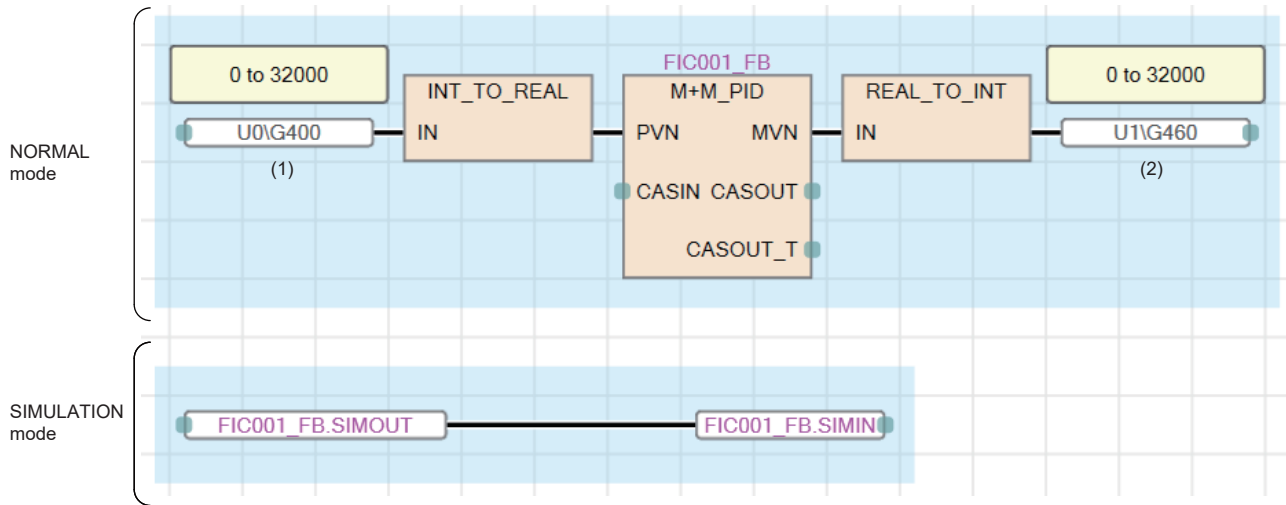 NORMAL
mode
0 to 32000
U0\G400
(1)
INT_TO_REAL
IN
FIC001_FB
M+M_PID
PVN MVN
CASIN CASOUT
CASOUT_T
REAL_TO_INT
IN
0 to 32000
U1\G460
(2)
SIMULATION
mode
FIC001_FB.SIMOUT
FIC001_FB.SIMIN